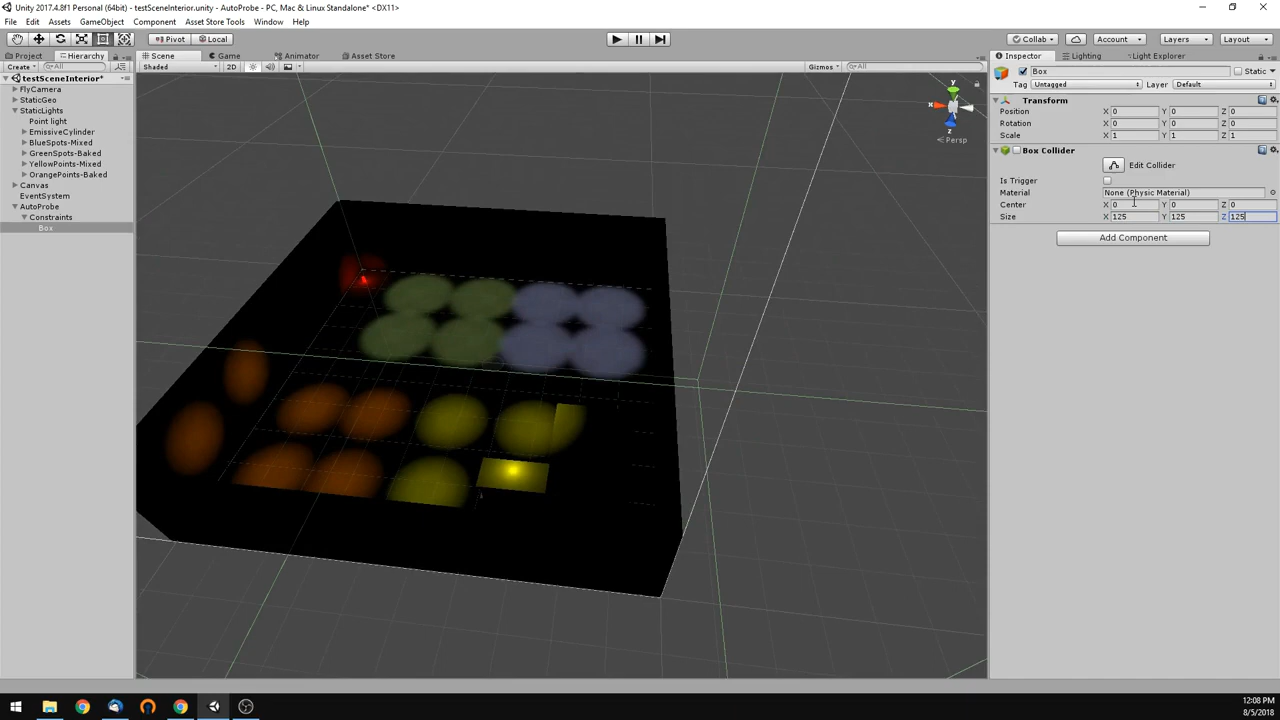 Unity 2017.4.8f1 Personal (64bit) - testSceneInterior.unity - AutoProbe - PC, Mac & Linux Standalone* <DX11>
File Edit Assets GameObject Component Asset Store Tools Window Help
Pivot Local Collab Account Layers Layout
Project Hierarchy Scene Game Animator Asset Store Inspector Lighting Light Explorer
Create All Shaded 2D Gizmos All
testSceneInterior*
FlyCamera
StaticGeo
StaticLights
Point light
EmissiveCylinder
BlueSpots-Mixed
GreenSpots-Baked
YellowPoints-Mixed
OrangePoints-Baked
Canvas
EventSystem
AutoProbe
Constraints
Box
y
x
z
Persp
Box Static
Tag Untagged Layer Default
Transform
Position X 0 Y 0 Z 0
Rotation X 0 Y 0 Z 0
Scale X 1 Y 1 Z 1
Box Collider
Edit Collider
Is Trigger
Material None (Physic Material)
Center X 0 Y 0 Z 0
Size X 125 Y 125 Z 125
Add Component
12:08 PM
8/5/2018